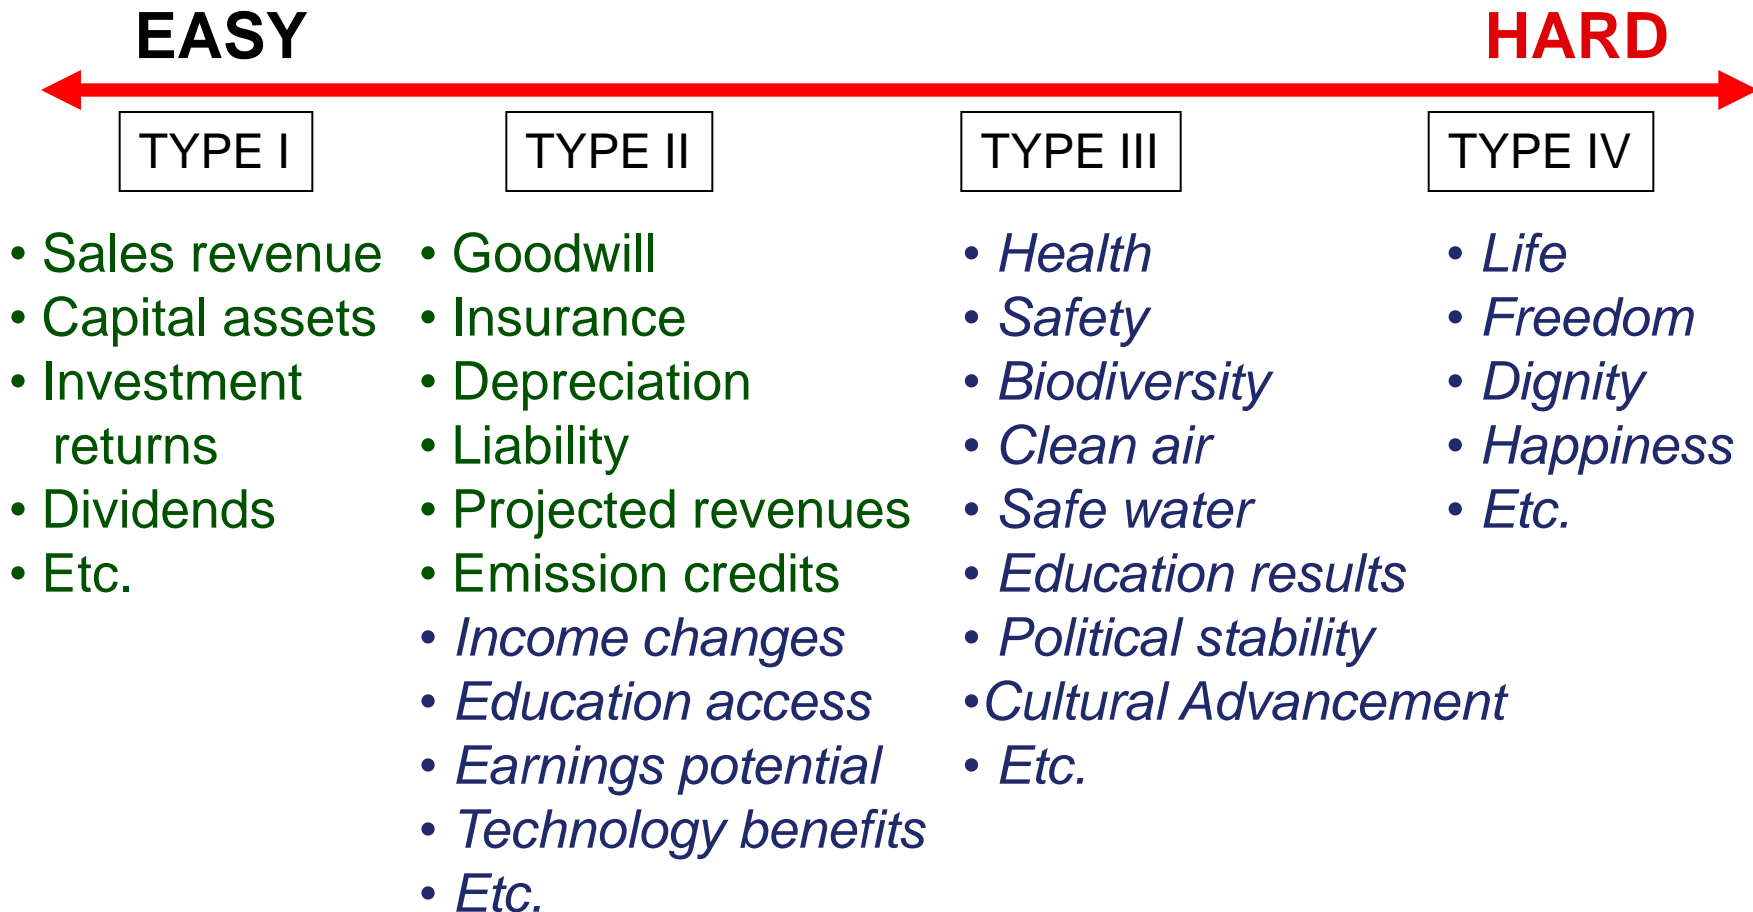 EASY
HARD
TYPE I
TYPE II
TYPE III
TYPE IV
• Sales revenue
• Capital assets
• Investment
returns
• Dividends
• Etc.
• Goodwill
• Insurance
• Depreciation
• Liability
• Projected revenues
• Emission credits
• Income changes
• Education access
• Earnings potential
• Technology benefits
• Etc.
• Health
• Safety
• Biodiversity
• Clean air
• Safe water
• Education results
• Political stability
•Cultural Advancement
• Etc.
• Life
• Freedom
• Dignity
• Happiness
• Etc.